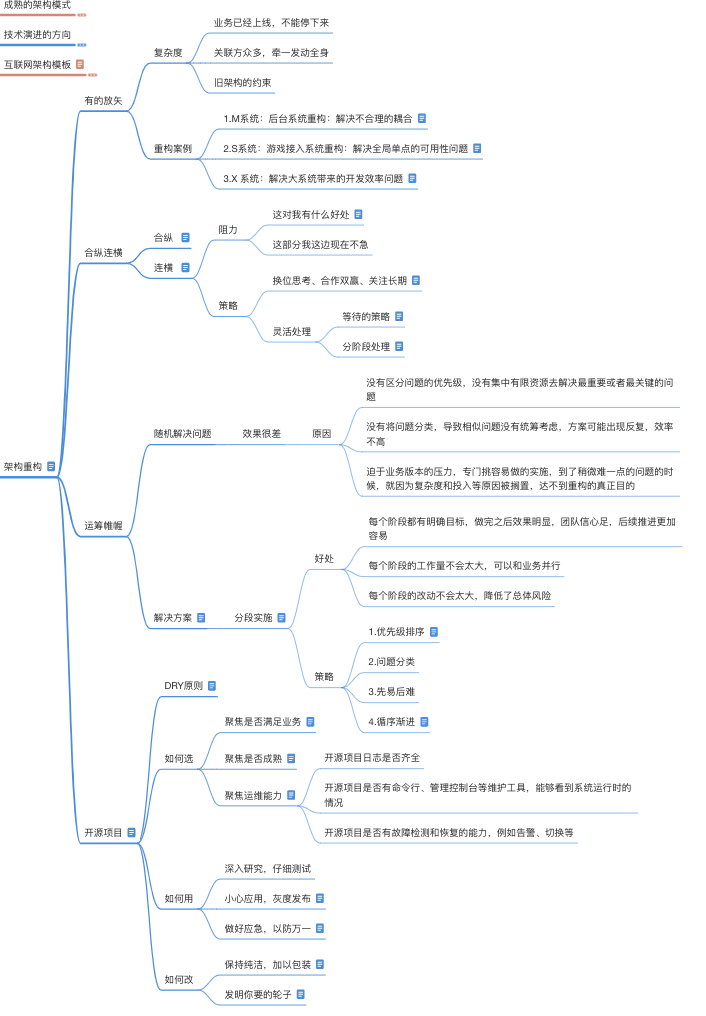 成熟的架构模式
技术演进的方向
互联网架构模板
架构重构
有的放矢
复杂度
业务已经上线，不能停下来
关联方众多，牵一发动全身
旧架构的约束
重构案例
1.M系统：后台系统重构：解决不合理的耦合
2.S系统：游戏接入系统重构：解决全局单点的可用性问题
3.X 系统：解决大系统带来的开发效率问题
合纵连横
合纵
连横
阻力
这对我有什么好处
这部分我这边现在不急
策略
换位思考、合作双赢、关注长期
灵活处理
等待的策略
分阶段处理
运筹帷幄
随机解决问题
效果很差
原因
没有区分问题的优先级，没有集中有限资源去解决最重要或者最关键的问
题
没有将问题分类，导致相似问题没有统筹考虑，方案可能出现反复，效率
不高
迫于业务版本的压力，专门挑容易做的实施，到了稍微难一点的问题的时
候，就因为复杂度和投入等原因被搁置，达不到重构的真正目的
解决方案
分段实施
好处
每个阶段都有明确目标，做完之后效果明显，团队信心足，后续推进更加
容易
每个阶段的工作量不会太大，可以和业务并行
每个阶段的改动不会太大，降低了总体风险
策略
1.优先级排序
2.问题分类
3.先易后难
4.循序渐进
开源项目
DRY原则
如何选
聚焦是否满足业务
聚焦是否成熟
聚焦运维能力
开源项目日志是否齐全
开源项目是否有命令行、管理控制台等维护工具，能够看到系统运行时的
情况
开源项目是否有故障检测和恢复的能力，例如告警、切换等
如何用
深入研究，仔细测试
小心应用，灰度发布
做好应急，以防万一
如何改
保持纯洁，加以包装
发明你要的轮子